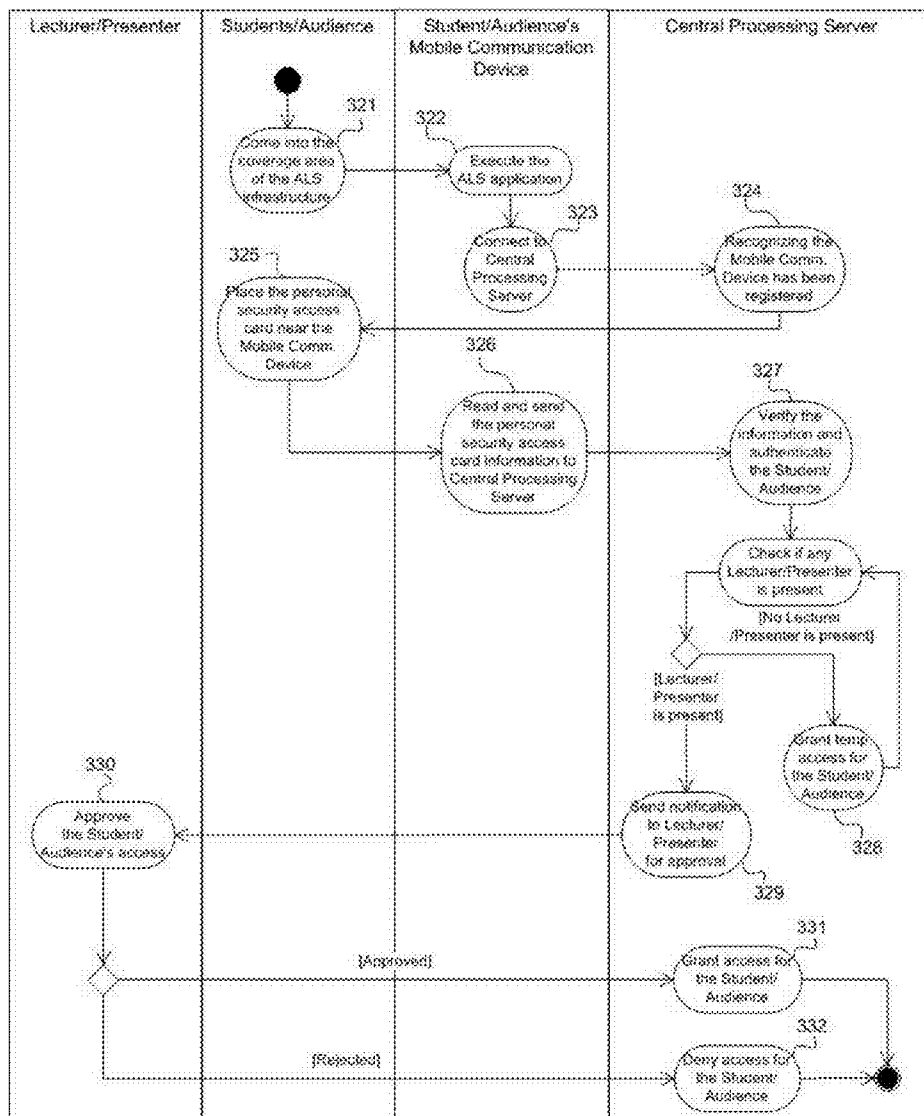 Lecturer/Presenter
Students/Audience
Student/Audience's
Mobile Communication
Device
Central Processing Server
321
Come into the
coverage area
of the ALS
infrastructure
322
Execute the
ALS application
323
Connect to
Central
Processing
Server
324
Recognizing the
Mobile Comm.
Device has been
registered
325
Place the personal
security access
card near the
Mobile Comm.
Device
326
Read and send
the personal
security access
card information to
Central Processing
Server
327
Verify the
information and
authenticate
the Student/
Audience
Check if any
Lecturer/Presenter
is present
[No Lecturer
/Presenter is present]
[Lecturer/
Presenter
is present]
Grant temp
access for
the Student/
Audience
328
Send notification
to Lecturer/
Presenter
for approval
329
330
Approve
the Student/
Audience's access
[Approved]
331
Grant access for
the Student/
Audience
[Rejected]
332
Deny access for
the Student/
Audience